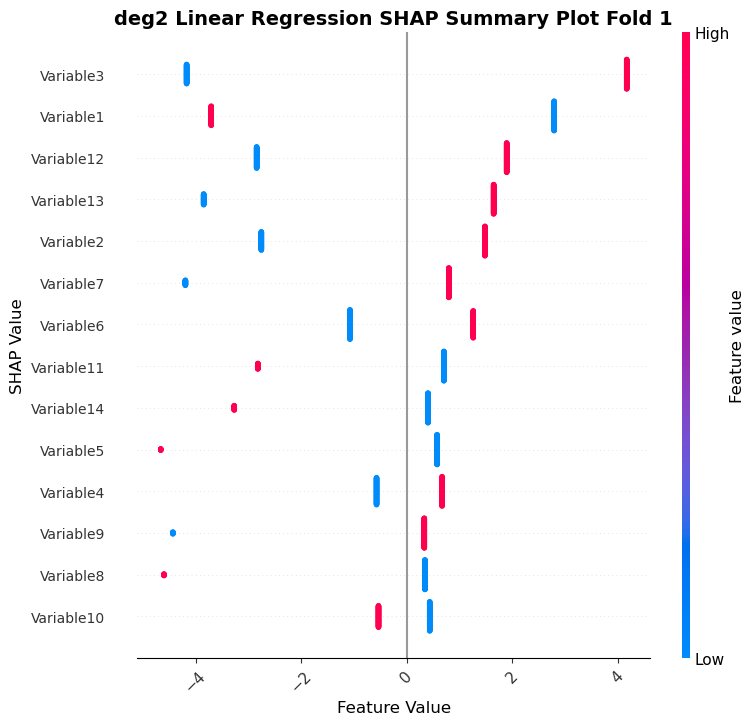 deg2 Linear Regression SHAP Summary Plot Fold 1
High
Variable3
Variable1
Variable12
Variable13
Variable2
Variable7
Variable6
Variable11
Variable14
Variable5
Variable4
Variable9
Variable8
Variable10
SHAP Value
Feature value
Low
−4
−2
0
2
4
Feature Value